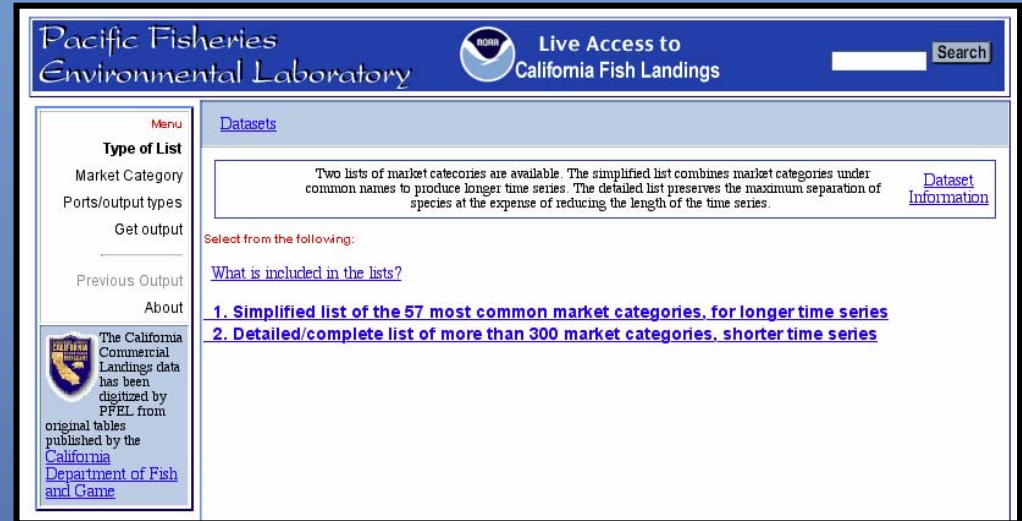 Pacific Fisheries
Environmental Laboratory
NOAA
Live Access to
California Fish Landings
Search
Menu
Type of List
Market Category
Ports/output types
Get output
Previous Output
About
The California
Commercial
Landings data
has been
digitized by
PFEL from
original tables
published by the
California
Department of Fish
and Game
Datasets
Two lists of market catecories are available. The simplified list combines market categories under
common names to produce longer time series. The detailed list preserves the maximum separation of
species at the expense of reducing the length of the time series.
Dataset
Information
Select from the following:
What is included in the lists?
1. Simplified list of the 57 most common market categories, for longer time series
2. Detailed/complete list of more than 300 market categories, shorter time series